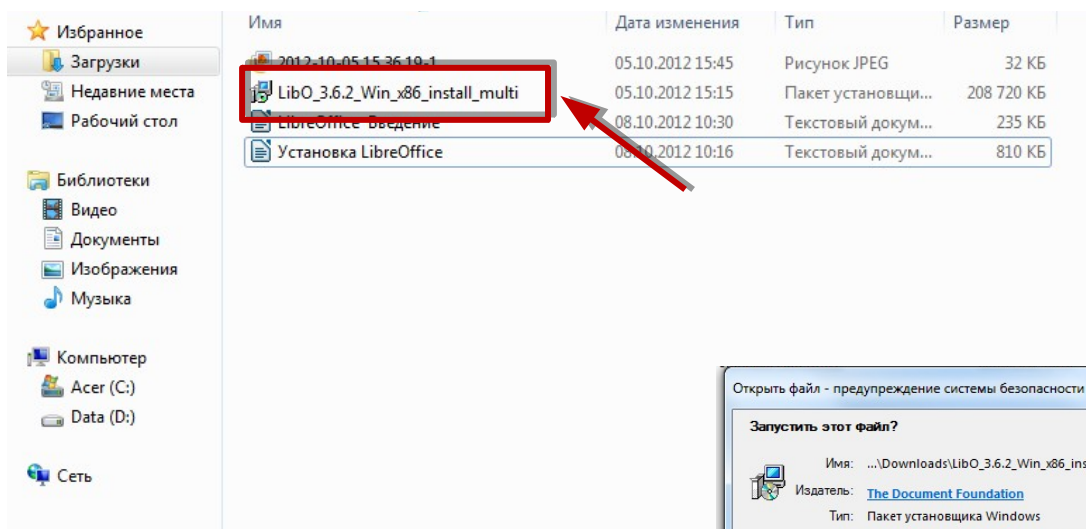 Имя Дата изменения Тип Размер
Избранное
Загрузки
Недавние места
Рабочий стол
Библиотеки
Видео
Документы
Изображения
Музыка
Компьютер
Acer (C:)
Data (D:)
Сеть
2012-10-05 15 36 19-1 05.10.2012 15:45 Рисунок JPEG 32 КБ
LibO_3.6.2_Win_x86_install_multi 05.10.2012 15:15 Пакет установщи... 208 720 КБ
LibreOffice Введение 08.10.2012 10:30 Текстовый докум... 235 КБ
Установка LibreOffice 08.10.2012 10:16 Текстовый докум... 810 КБ
Открыть файл - предупреждение системы безопасности
Запустить этот файл?
Имя: ...\Downloads\LibO_3.6.2_Win_x86_ins
Издатель: The Document Foundation
Тип: Пакет установщика Windows